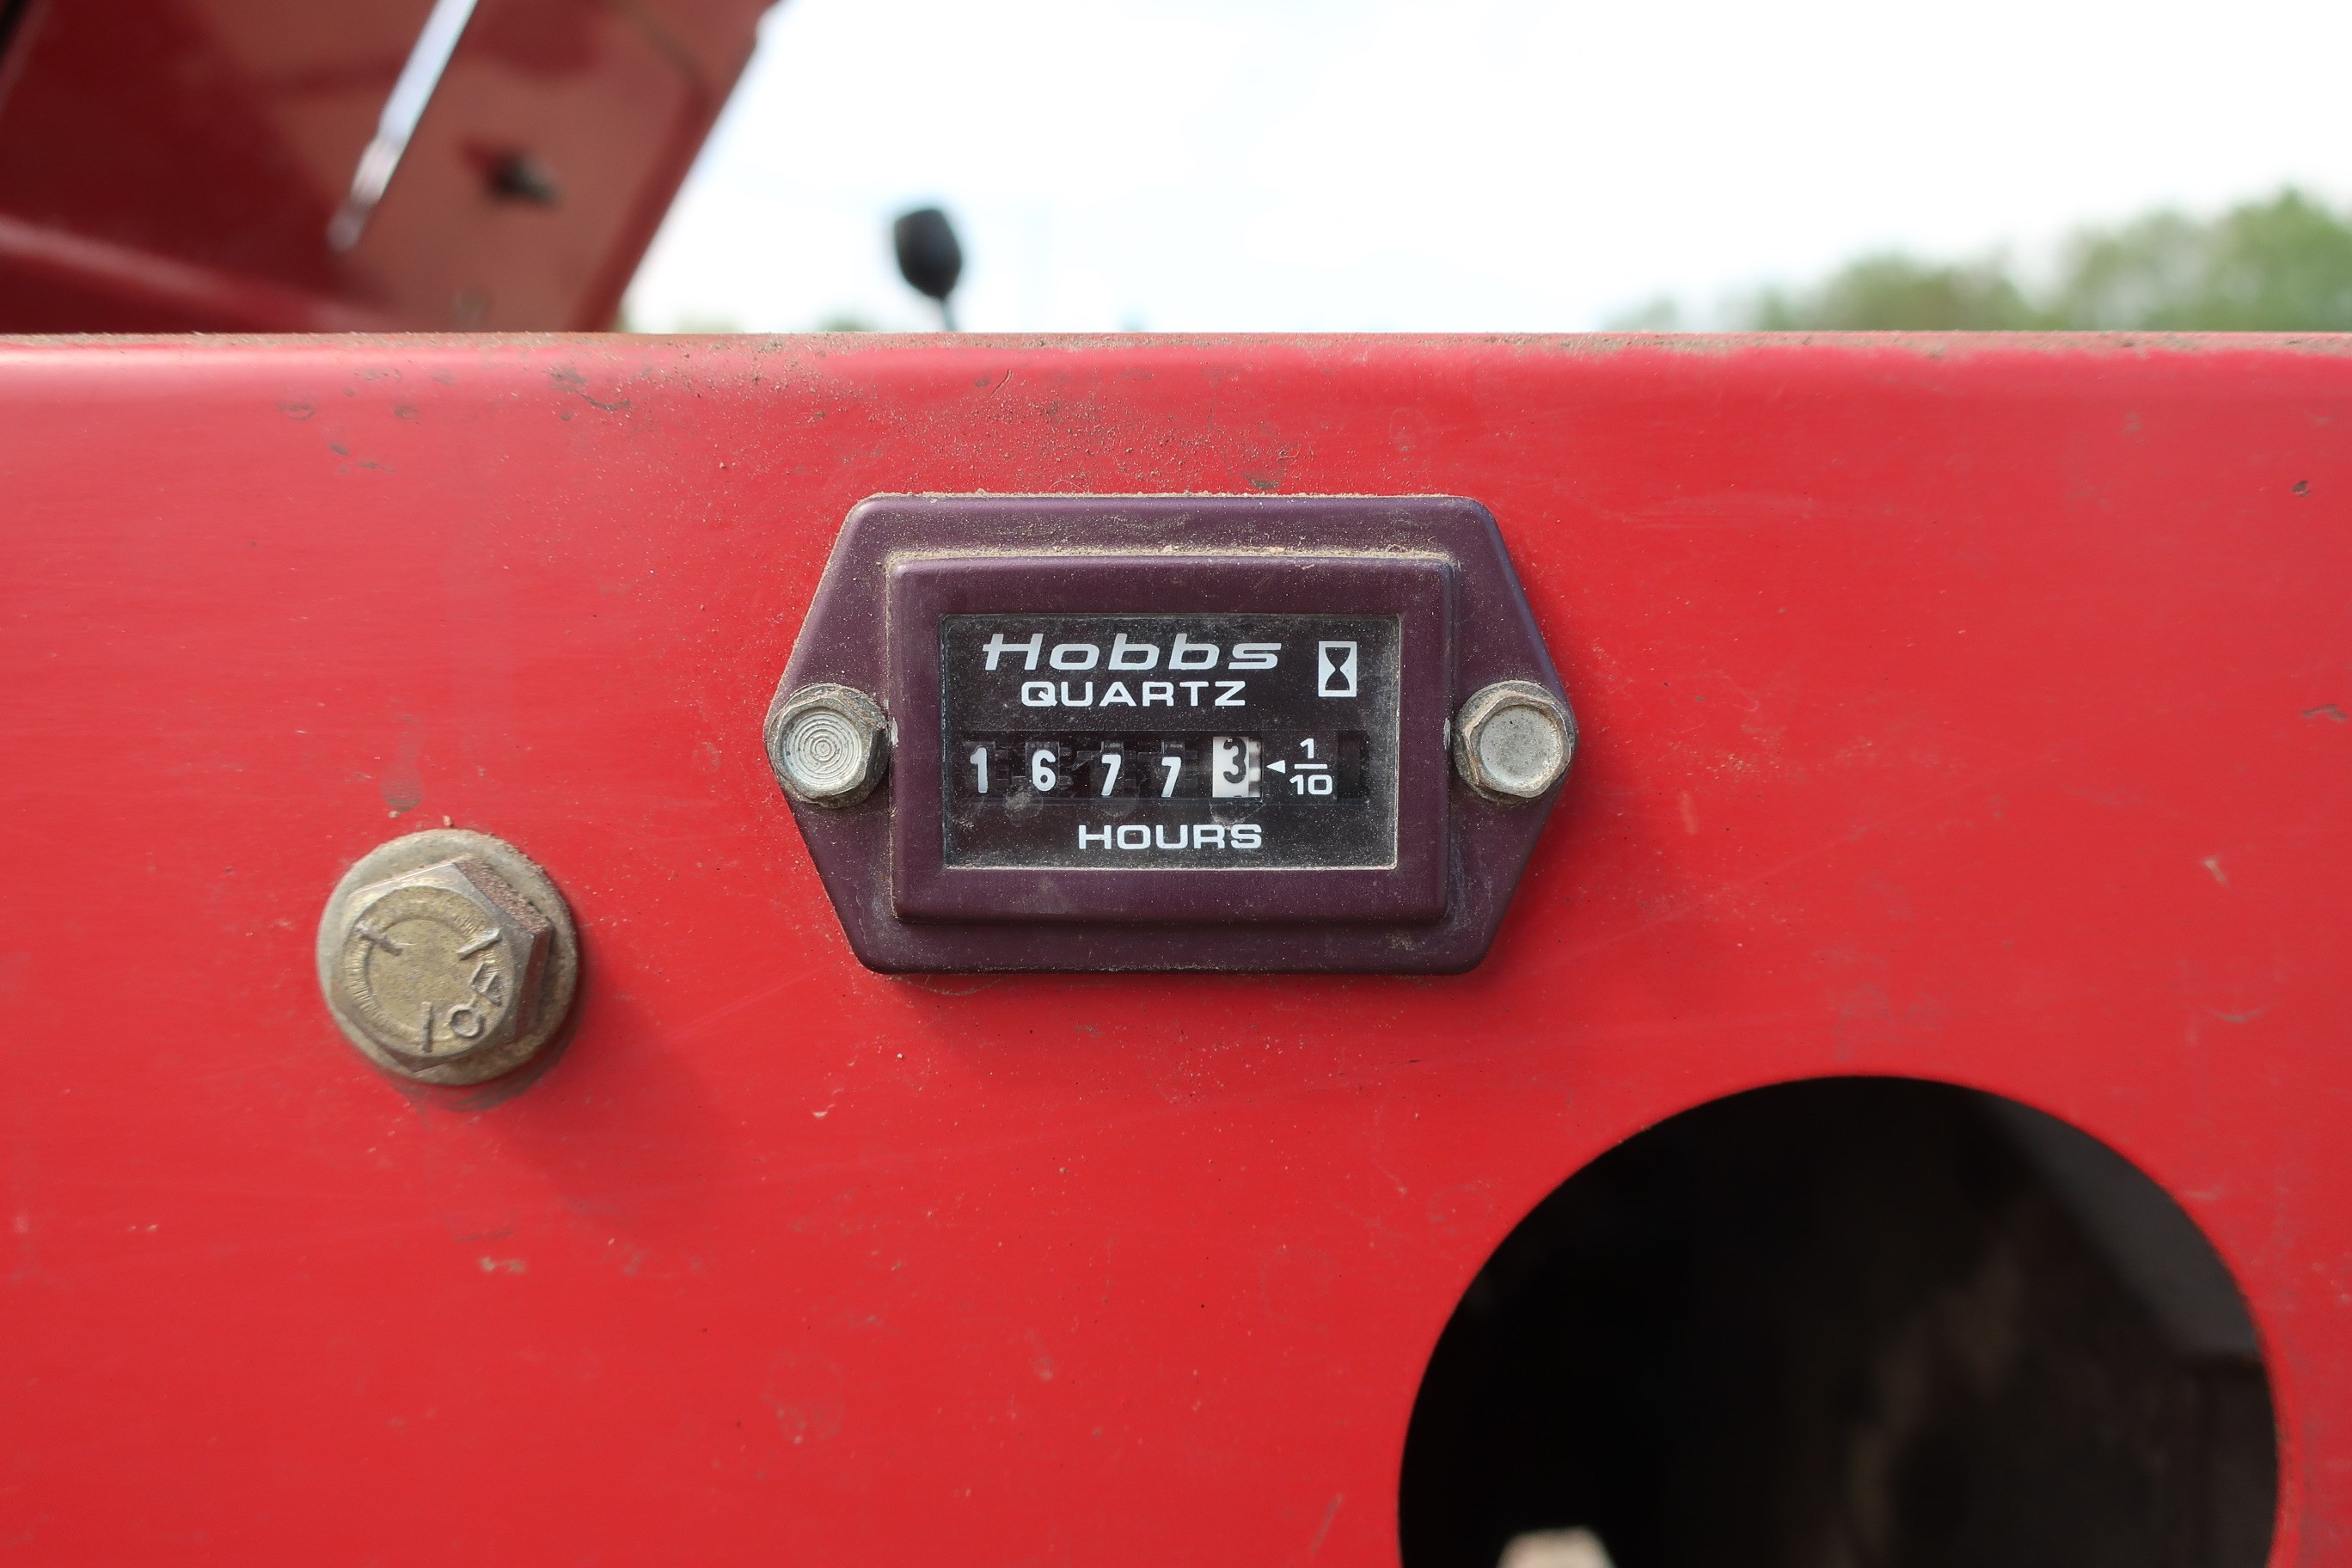 Hobbs
QUARTZ
1 6 7 7 3 ◄ 1/10
HOURS